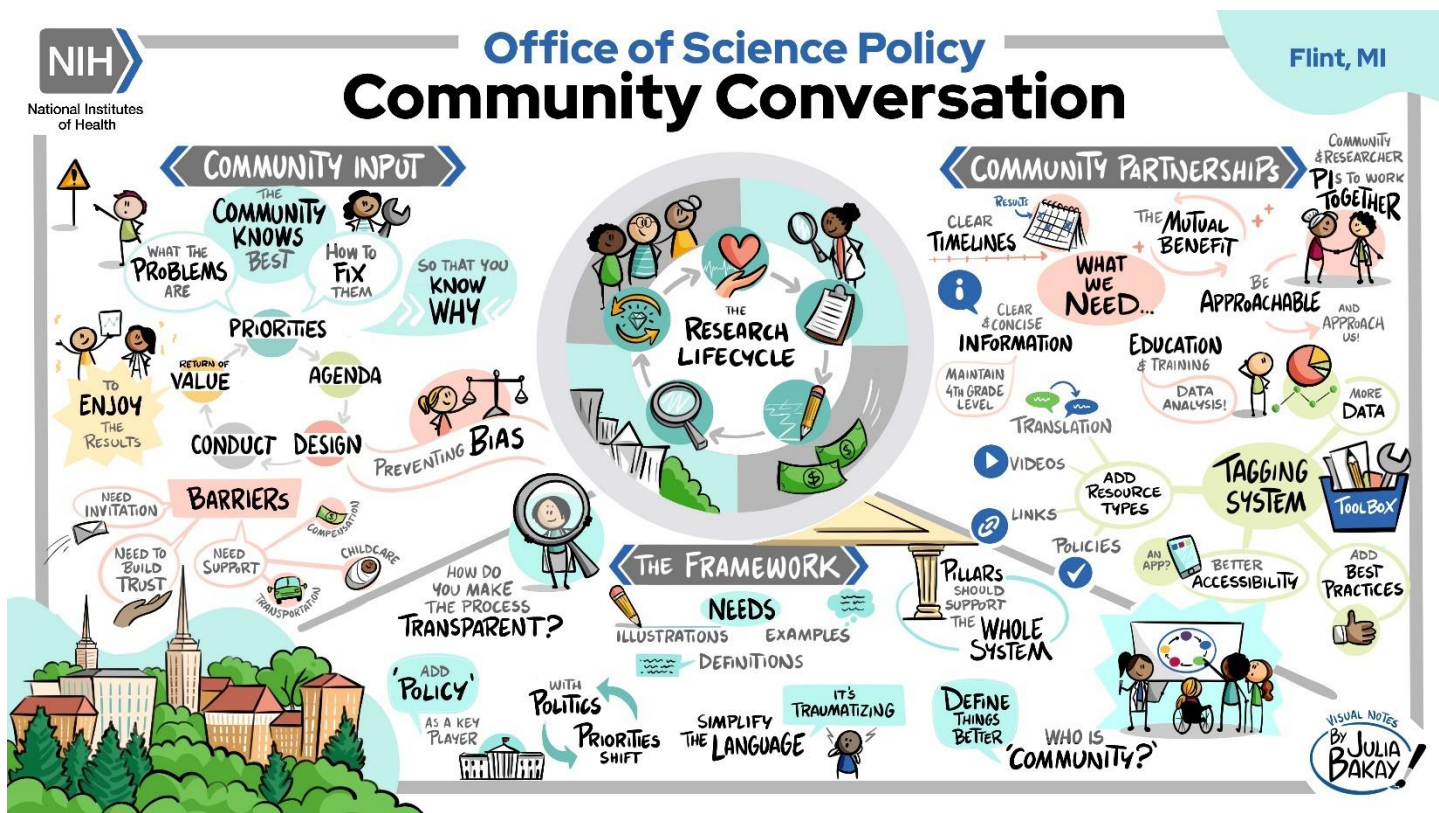 NIH
National Institutes
of Health
Office of Science Policy
Community Conversation
Flint, MI
COMMUNITY INPUT
THE
COMMUNITY
KNOWS
BEST
WHAT THE
PROBLEMS
ARE
HOW TO
FIX
THEM
SO THAT YOU
KNOW
WHY
PRIORITIES
AGENDA
DESIGN
CONDUCT
RETURN OF
VALUE
TO
ENJOY
THE
RESULTS
PREVENTING BIAS
BARRIERS
NEED
INVITATION
NEED TO
BUILD
TRUST
NEED
SUPPORT
COMPENSATION
CHILDCARE
TRANSPORTATION
THE
RESEARCH
LIFECYCLE
COMMUNITY PARTNERSHIPS
COMMUNITY
& RESEARCHER
PIS TO WORK
TOGETHER
RESULTS
CLEAR
TIMELINES
THE MUTUAL
BENEFIT
WHAT
WE
NEED...
BE
APPROACHABLE
AND
APPROACH
US!
i
CLEAR
& CONCISE
INFORMATION
MAINTAIN
4TH GRADE
LEVEL
EDUCATION
& TRAINING
DATA
ANALYSIS!
MORE
DATA
TRANSLATION
VIDEOS
LINKS
POLICIES
ADD
RESOURCE
TYPES
TAGGING
SYSTEM
TOOLBOX
AN
APP?
BETTER
ACCESSIBILITY
ADD
BEST
PRACTICES
THE FRAMEWORK
HOW DO
YOU MAKE
THE PROCESS
TRANSPARENT?
NEEDS
ILLUSTRATIONS
EXAMPLES
DEFINITIONS
PILLARS
SHOULD
SUPPORT
THE WHOLE
SYSTEM
'ADD
POLICY'
AS A KEY
PLAYER
WITH
POLITICS
PRIORITIES
SHIFT
SIMPLIFY
THE LANGUAGE
IT'S
TRAUMATIZING
DEFINE
THINGS
BETTER
WHO IS
'COMMUNITY?'
VISUAL NOTES
BY JULIA
BAKAY!